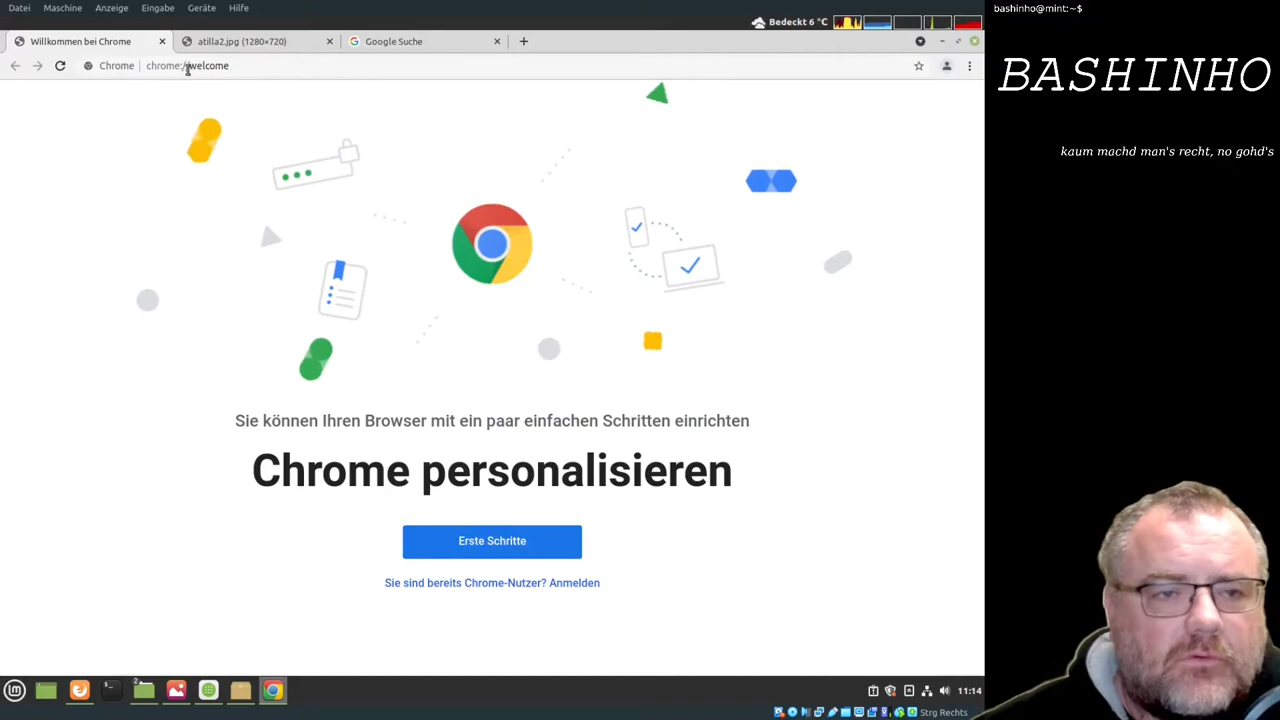 Datei Maschine Anzeige Eingabe Geräte Hilfe
bashinho@mint:~$
Bedeckt 6 °C
Willkommen bei Chrome
atilla2.jpg (1280×720)
Google Suche
Chrome
chrome://welcome
BASHINHO
kaum machd man's recht, no gohd's
Sie können Ihren Browser mit ein paar einfachen Schritten einrichten
Chrome personalisieren
Erste Schritte
Sie sind bereits Chrome-Nutzer? Anmelden
2
11:14
Strg Rechts